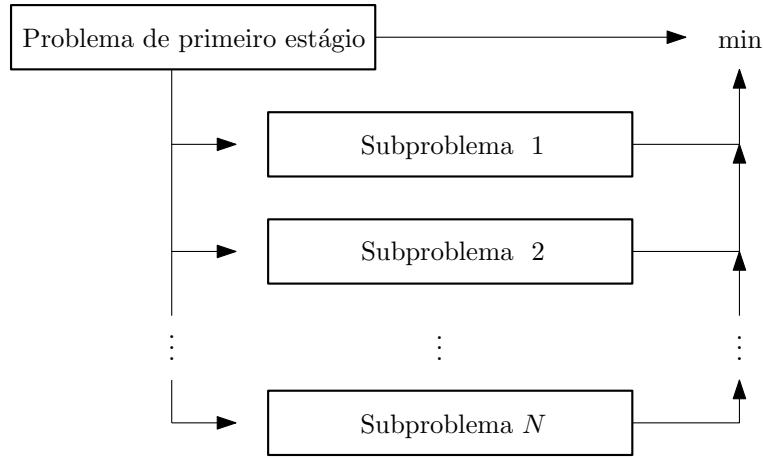 Problema de primeiro estágio
min
Subproblema 1
Subproblema 2
⋮ ⋮ ⋮
Subproblema N